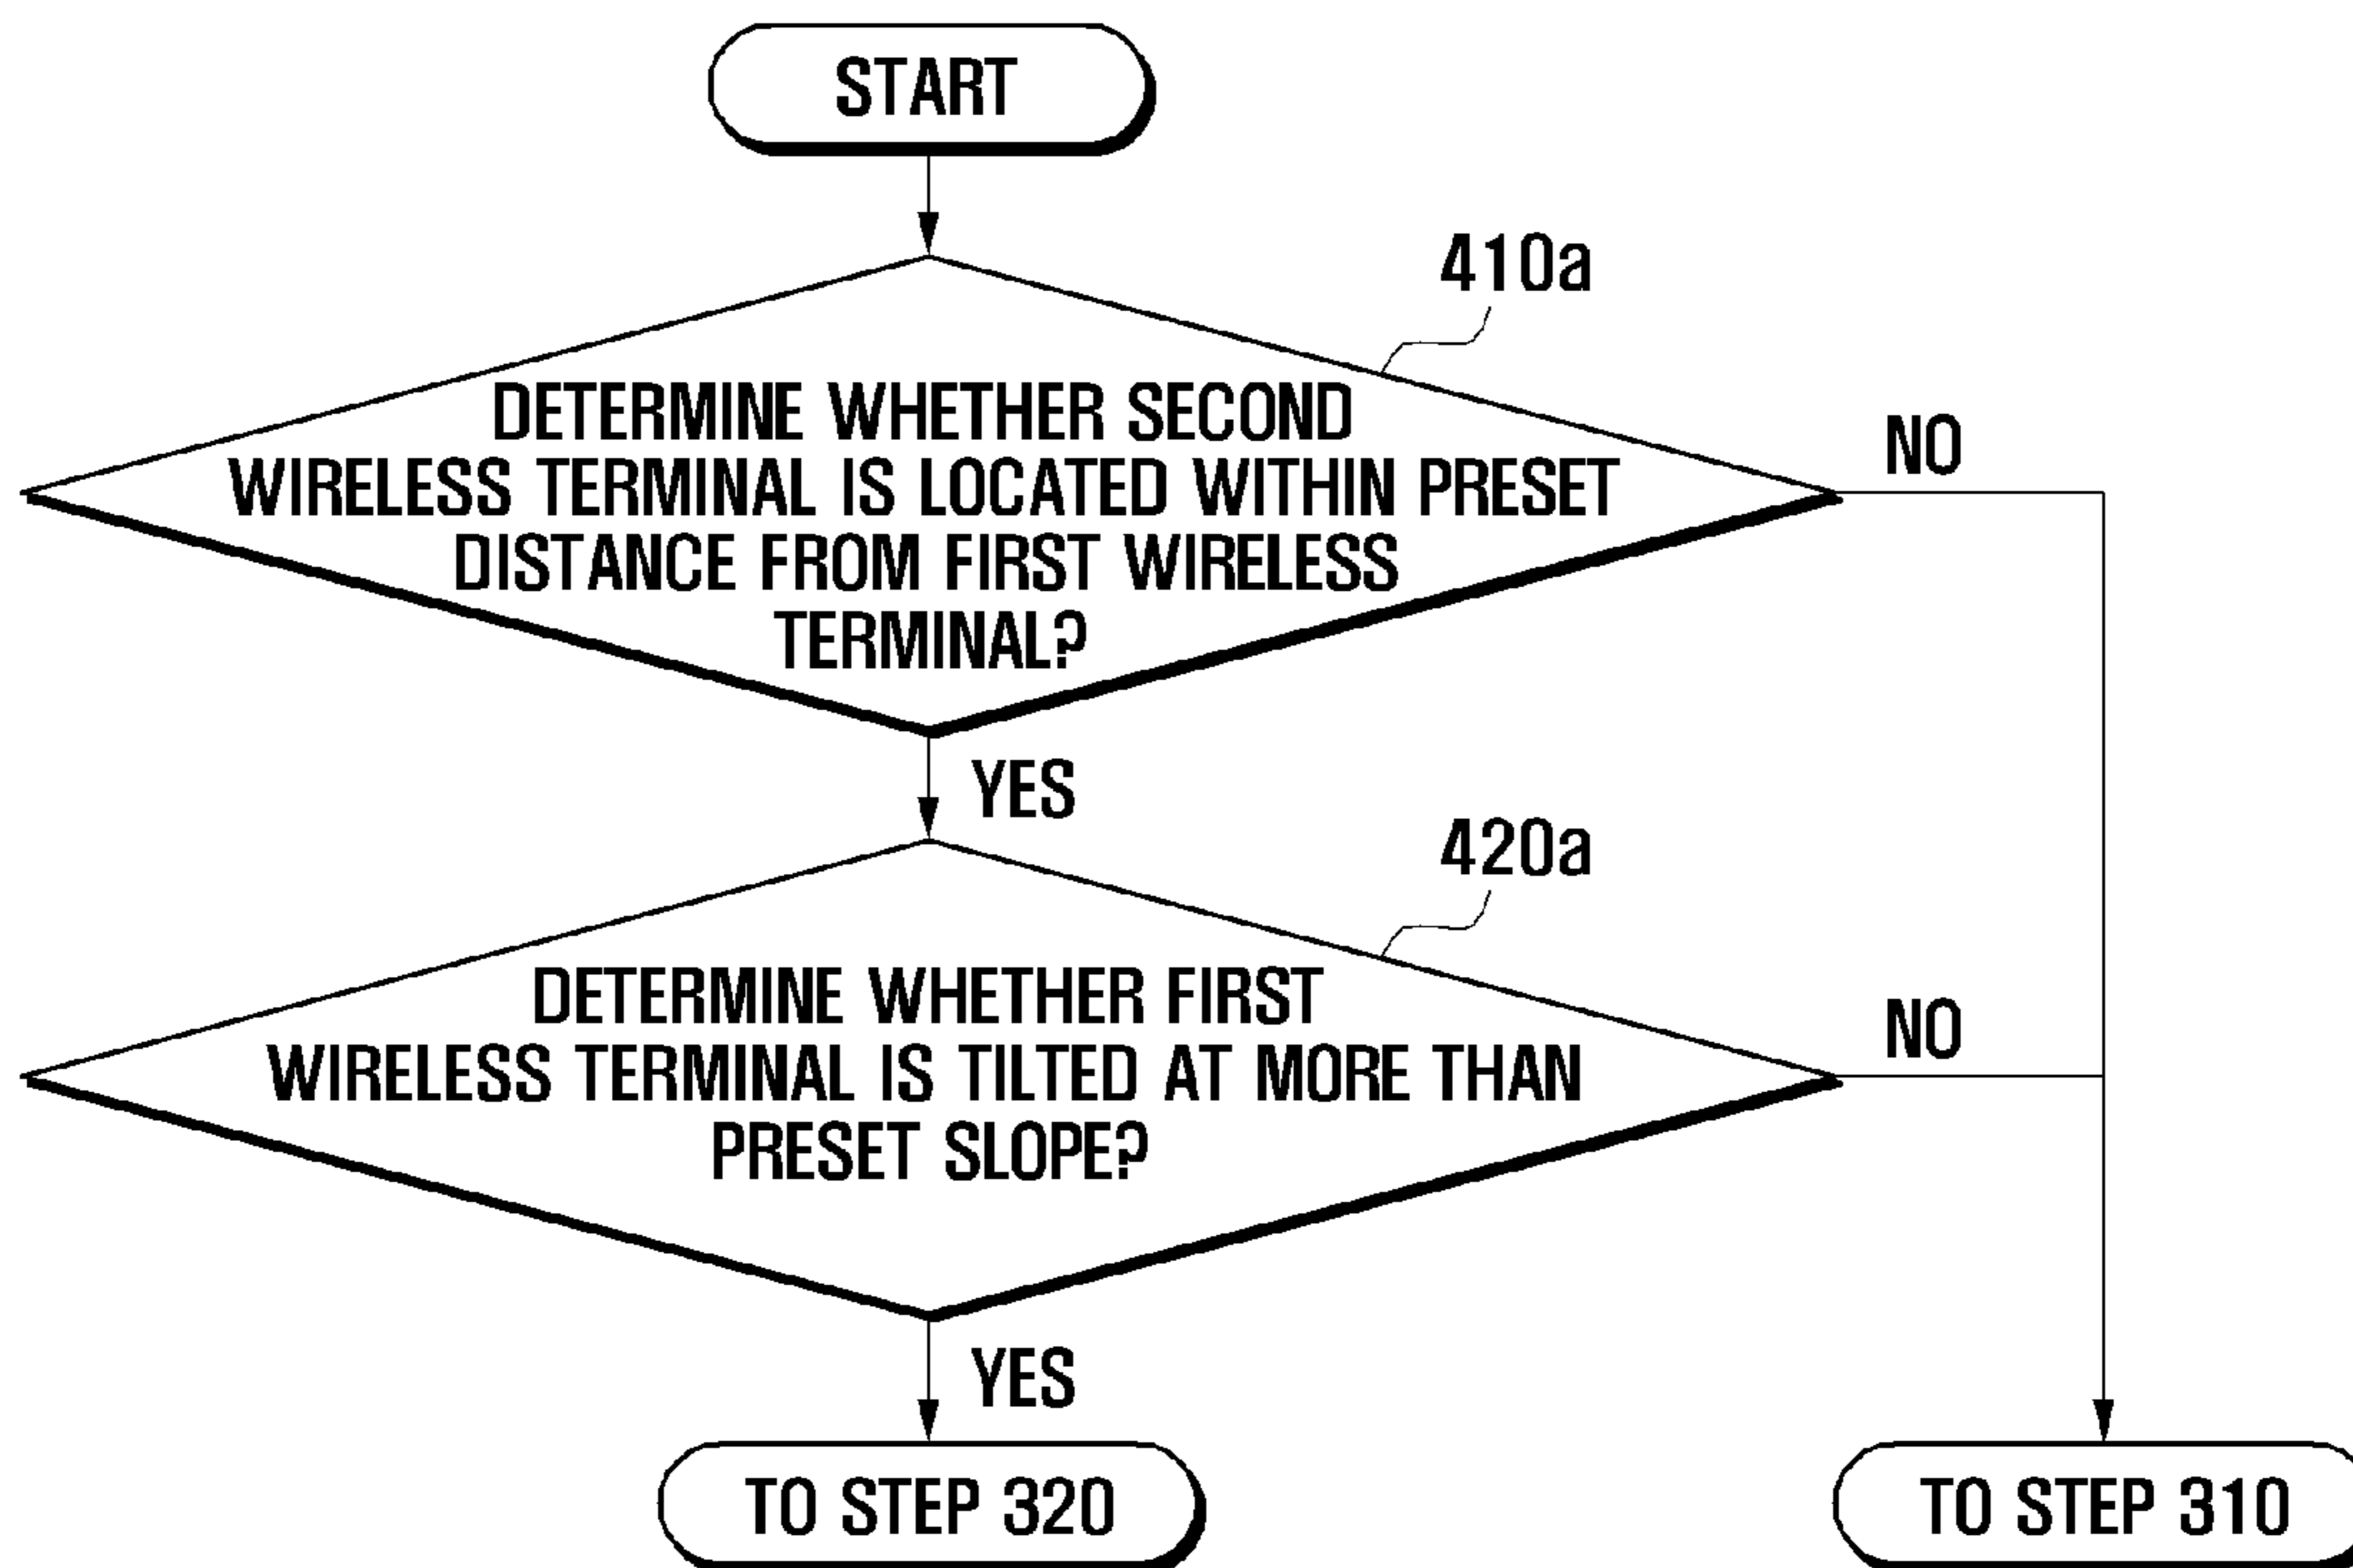 START
410a
DETERMINE WHETHER SECOND
WIRELESS TERMINAL IS LOCATED WITHIN PRESET
DISTANCE FROM FIRST WIRELESS
TERMINAL?
NO
YES
420a
DETERMINE WHETHER FIRST
WIRELESS TERMINAL IS TILTED AT MORE THAN
PRESET SLOPE?
NO
YES
TO STEP 320
TO STEP 310